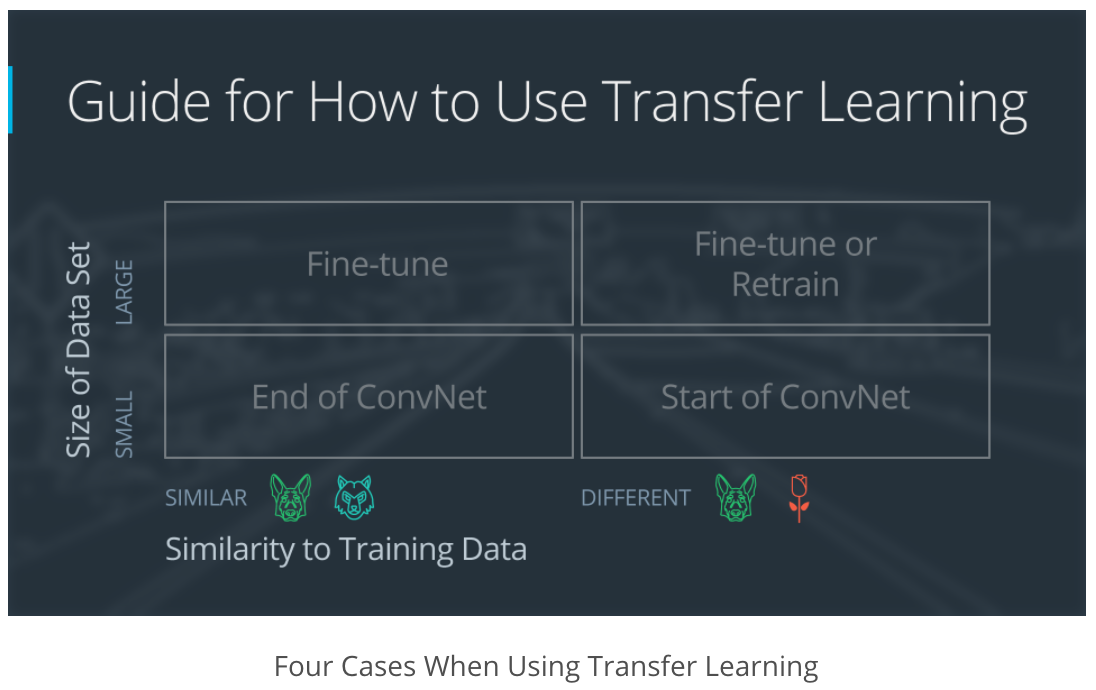 Guide for How to Use Transfer Learning
Size of Data Set
LARGE
SMALL
Fine-tune
Fine-tune or
Retrain
End of ConvNet
Start of ConvNet
SIMILAR
DIFFERENT
Similarity to Training Data
Four Cases When Using Transfer Learning